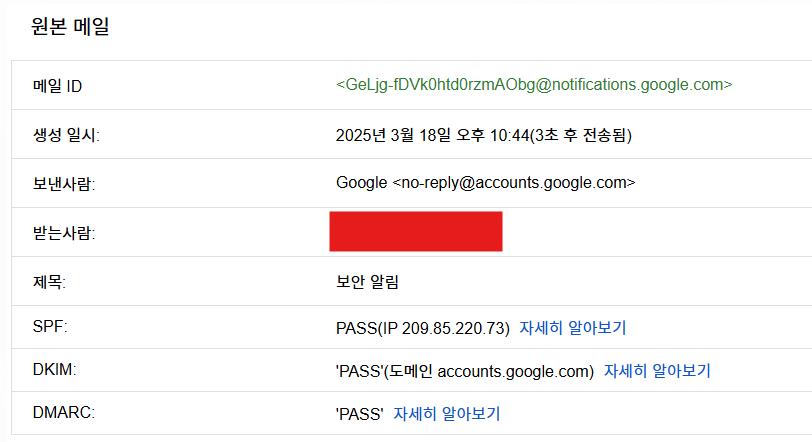 원본 메일
메일 ID <GeLjg-fDVk0htd0rzmAObg@notifications.google.com>
생성 일시: 2025년 3월 18일 오후 10:44(3초 후 전송됨)
보낸사람: Google <no-reply@accounts.google.com>
받는사람:
제목: 보안 알림
SPF: PASS(IP 209.85.220.73) 자세히 알아보기
DKIM: 'PASS'(도메인 accounts.google.com) 자세히 알아보기
DMARC: 'PASS' 자세히 알아보기